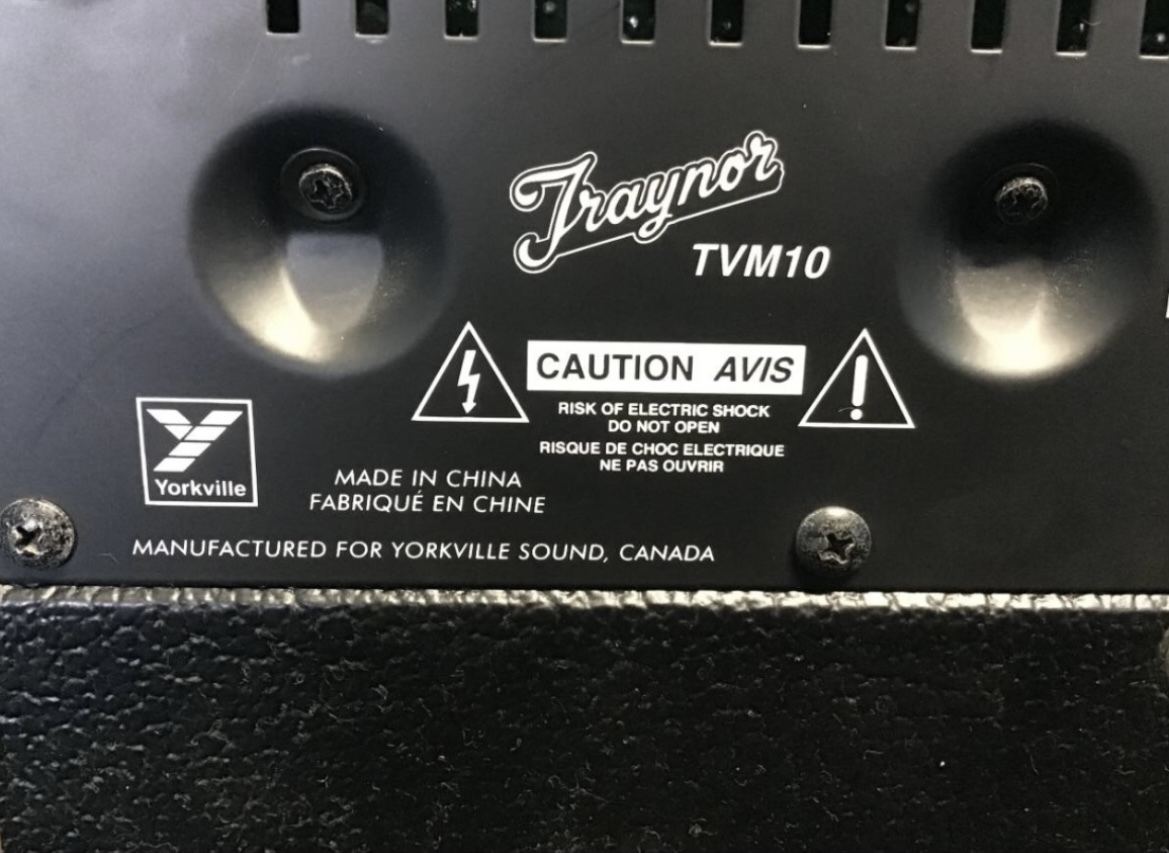 Traynor
TVM10
CAUTION AVIS
RISK OF ELECTRIC SHOCK
DO NOT OPEN
RISQUE DE CHOC ELECTRIQUE
NE PAS OUVRIR
Yorkville
MADE IN CHINA
FABRIQUÉ EN CHINE
MANUFACTURED FOR YORKVILLE SOUND, CANADA